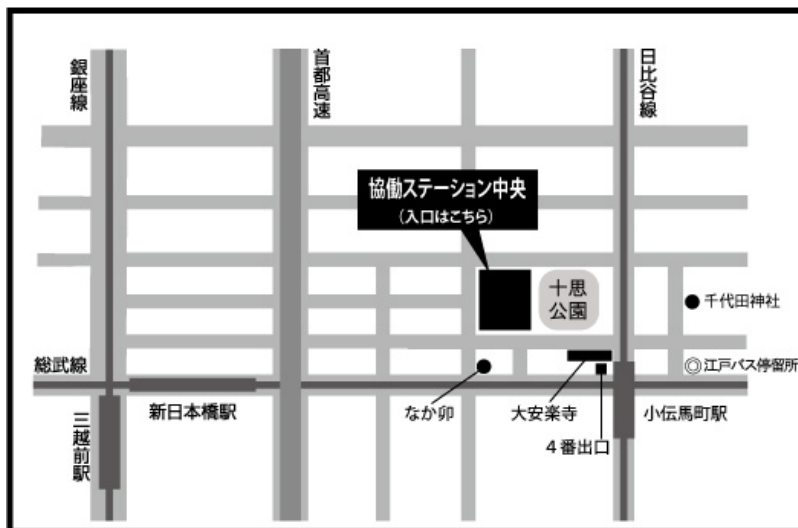 銀座線
首都高速
日比谷線
協働ステーション中央
(入口はこちら)
十思
公園
千代田神社
総武線
江戸バス停留所
新日本橋駅
なか卯
大安楽寺
小伝馬町駅
三越前駅
4番出口